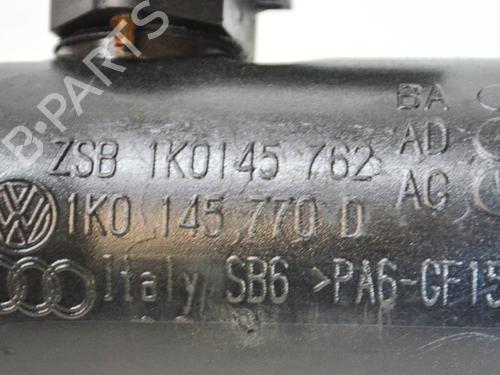 B-PARTS
BA
ZSB 1K0145 762 AD
1K0 145 770 D AC
Italy SB6 >PA6-GF15